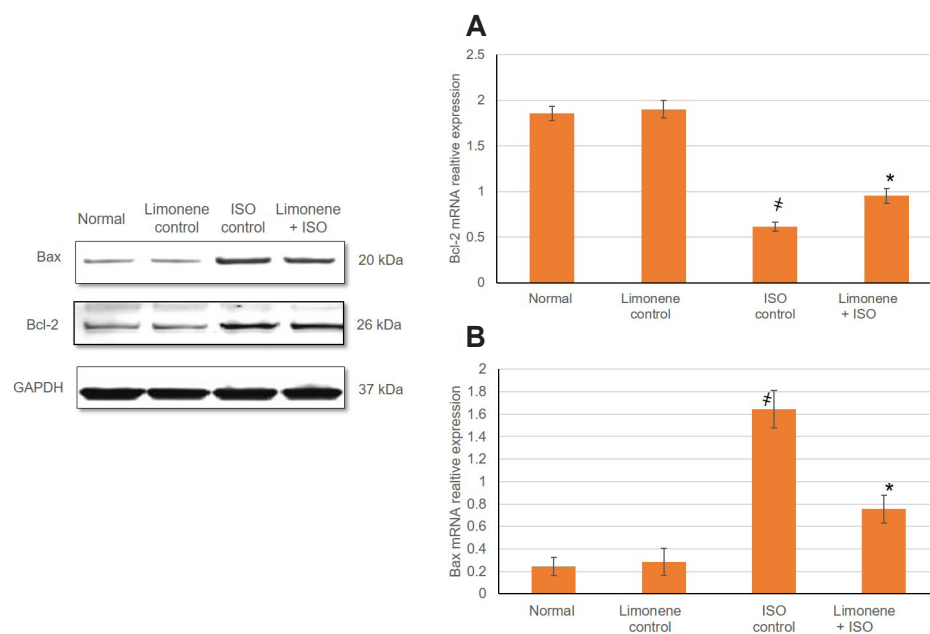 Normal
Limonene
control
ISO
control
Limonene
+ ISO
Bax
20 kDa
Bcl-2
26 kDa
GAPDH
37 kDa
A
Bcl-2 mRNA realtive expression
2.5
2
1.5
1
0.5
0
‡
*
Normal
Limonene
control
ISO
control
Limonene
+ ISO
B
Bax mRNA realtive expression
2
1.8
1.6
1.4
1.2
1
0.8
0.6
0.4
0.2
0
‡
*
Normal
Limonene
control
ISO
control
Limonene
+ ISO